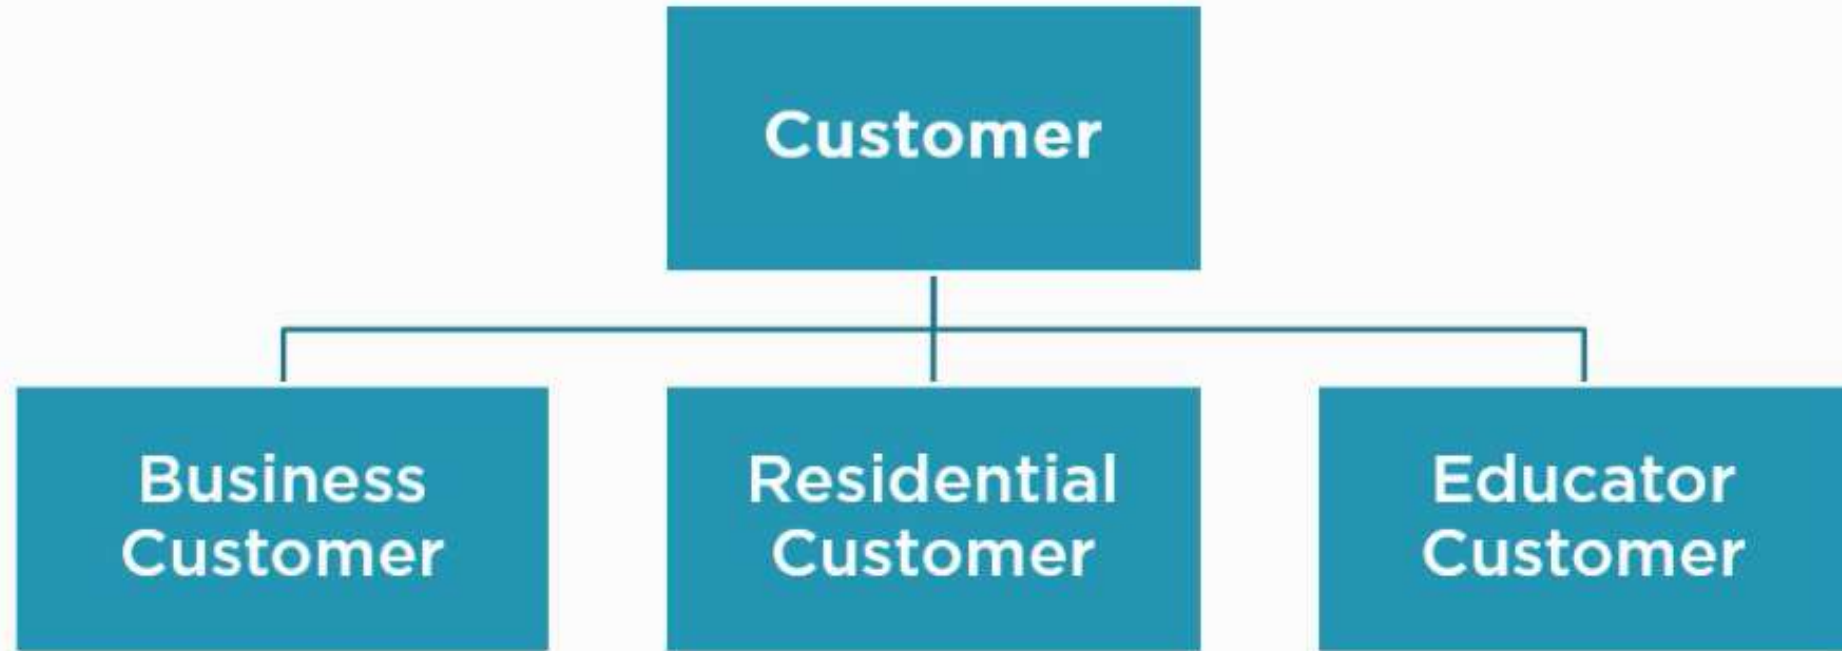 Customer
Business
Customer
Residential
Customer
Educator
Customer